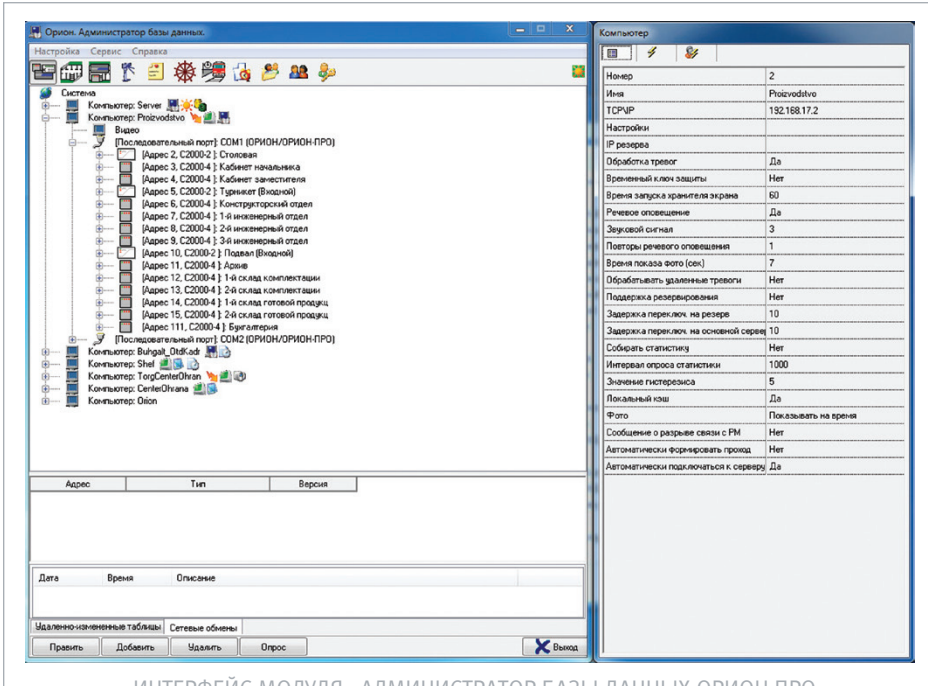 Орион. Администратор базы данных.
Настройка Сервис Справка
Система
Компьютер: Server
Компьютер: Proizvodstvo
Видео
[Последовательный порт]: COM1 (ОРИОН/ОРИОН-ПРО)
[Адрес 2, С2000-2 ]: Столовая
[Адрес 3, С2000-4 ]: Кабинет начальника
[Адрес 4, С2000-4 ]: Кабинет заместителя
[Адрес 5, С2000-2 ]: Турникет (Входной)
[Адрес 6, С2000-4 ]: Конструкторский отдел
[Адрес 7, С2000-4 ]: 1-й инженерный отдел
[Адрес 8, С2000-4 ]: 2-й инженерный отдел
[Адрес 9, С2000-4 ]: 3-й инженерный отдел
[Адрес 10, С2000-2 ]: Подвал (Входной)
[Адрес 11, С2000-4 ]: Архив
[Адрес 12, С2000-4 ]: 1-й склад комплектации
[Адрес 13, С2000-4 ]: 2-й склад комплектации
[Адрес 14, С2000-4 ]: 1-й склад готовой продукц
[Адрес 15, С2000-4 ]: 2-й склад готовой продукц
[Адрес 111, С2000-4 ]: Бухгалтерия
[Последовательный порт]: COM2 (ОРИОН/ОРИОН-ПРО)
Компьютер: Buhgalt_OtdKadr
Компьютер: Shef
Компьютер: TorgCenterOhran
Компьютер: CenterOhrana
Компьютер: Orion
Адрес Тип Версия
Дата Время Описание
Удаленно-измененные таблицы Сетевые обмены
Править Добавить Удалить Опрос Выход
Компьютер
Номер 2
Имя Proizvodstvo
TCP\IP 192.168.17.2
Настройки
IP резерва
Обработка тревог Да
Временный ключ защиты Нет
Время запуска хранителя экрана 60
Речевое оповещение Да
Звуковой сигнал 3
Повторы речевого оповещения 1
Время показа фото (сек) 7
Обрабатывать удаленные тревоги Нет
Поддержка резервирования Нет
Задержка переключ. на резерв 10
Задержка переключ. на основной сервер 10
Собирать статистику Нет
Интервал опроса статистики 1000
Значение гистерезиса 5
Локальный кэш Да
Фото Показывать на время
Сообщение о разрыве связи с РМ Нет
Автоматически формировать проход Нет
Автоматически подключаться к серверу Да